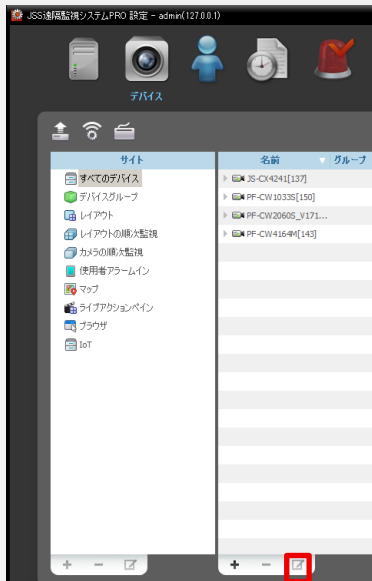 JSS遠隔監視システムPRO 設定 - admin(127.0.0.1)
デバイス
サイト
すべてのデバイス
デバイスグループ
レイアウト
レイアウトの順次監視
カメラの順次監視
使用者アラームイン
マップ
ライブアクションペイン
ブラウザ
IoT
名前 グループ
JS-CX4241[137]
PF-CW1033S[150]
PF-CW2060S_V171...
PF-CW4164M[143]